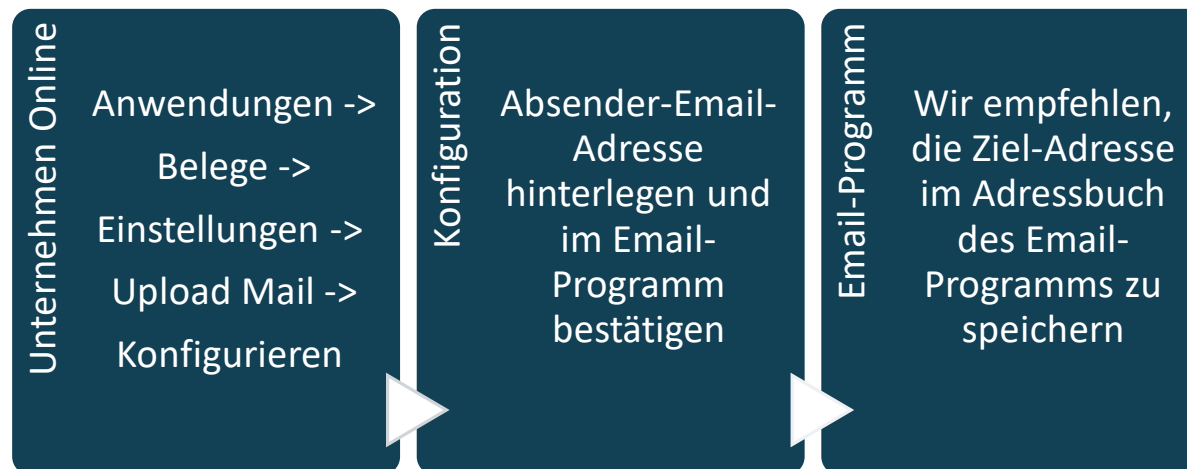 Unternehmen Online
Anwendungen ->
Belege ->
Einstellungen ->
Upload Mail ->
Konfigurieren
Konfiguration
Absender-Email-
Adresse
hinterlegen und
im Email-
Programm
bestätigen
Email-Programm
Wir empfehlen,
die Ziel-Adresse
im Adressbuch
des Email-
Programms zu
speichern